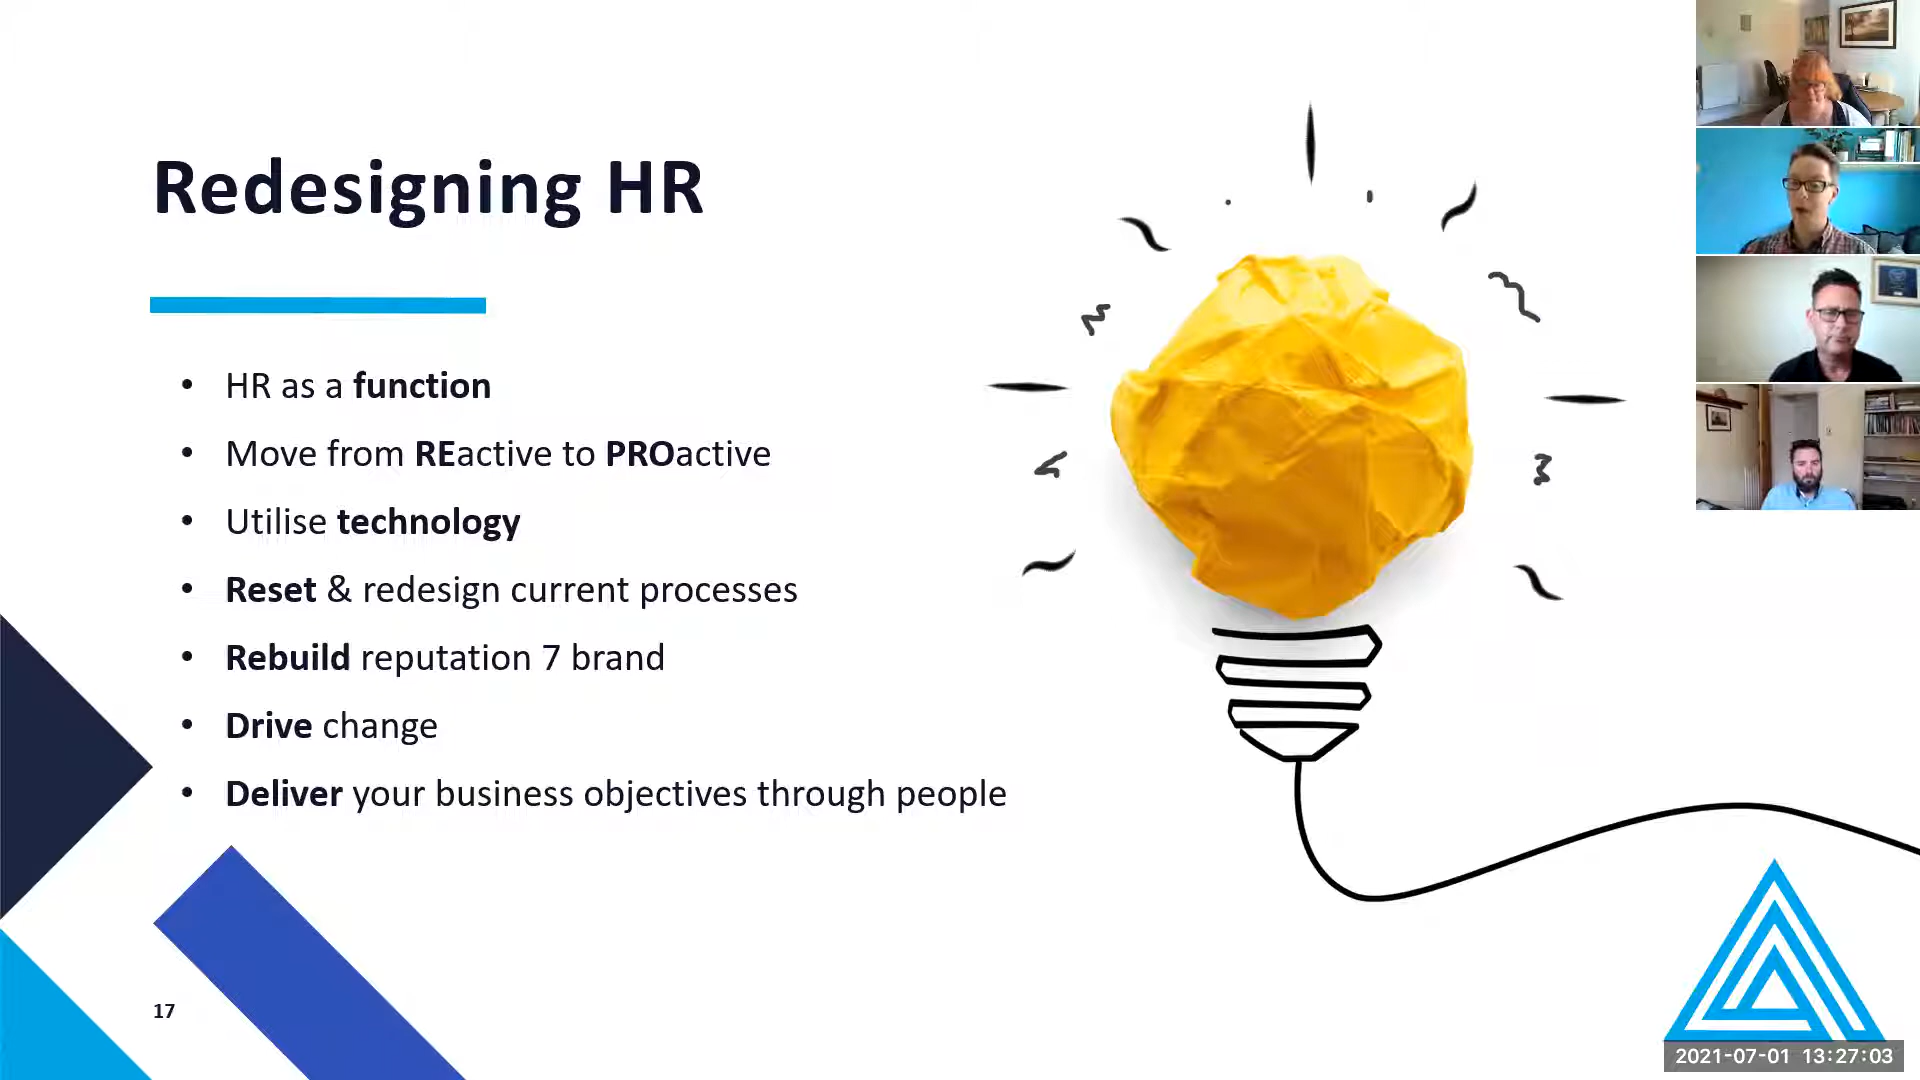 Redesigning HR
• HR as a function
• Move from REactive to PROactive
• Utilise technology
• Reset & redesign current processes
• Rebuild reputation 7 brand
• Drive change
• Deliver your business objectives through people
17
2021-07-01 13:27:03